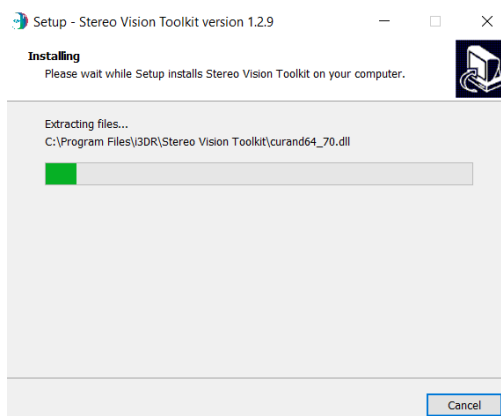 Setup - Stereo Vision Toolkit version 1.2.9
Installing
Please wait while Setup installs Stereo Vision Toolkit on your computer.
Extracting files...
C:\Program Files\i3DR\Stereo Vision Toolkit\curand64_70.dll
Cancel